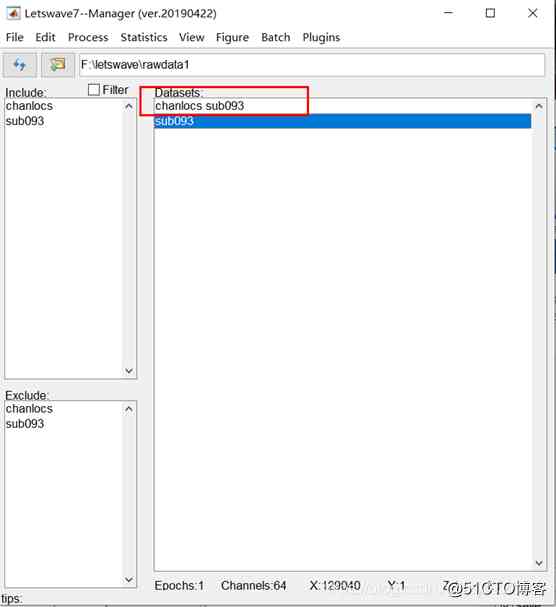 Letswave7--Manager (ver.20190422)
File Edit Process Statistics View Figure Batch Plugins
F:\letswave\rawdata1
Include:
Filter
chanlocs
sub093
Exclude:
chanlocs
sub093
Datasets:
chanlocs sub093
sub093
Epochs:1 Channels:64 X:129040 Y:1 Z:
@51CTO博客
tips: